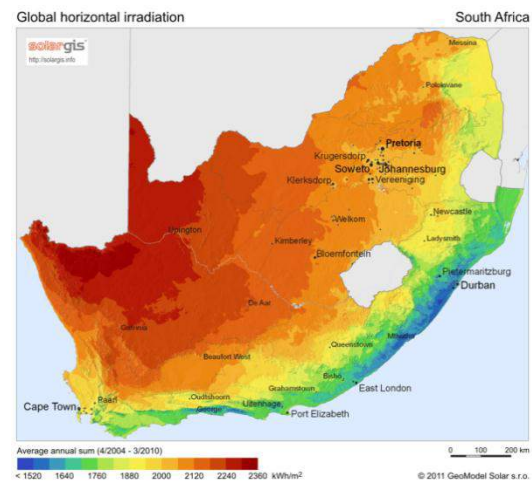 Global horizontal irradiation
South Africa
solargis
http://solargis.info
Messina
Polokwane
Pretoria
Krugersdorp
Soweto
Johannesburg
Klerksdorp
Vereeniging
Welkom
Newcastle
Upington
Kimberley
Ladysmith
Bloemfontein
Pietermaritzburg
Durban
De Aar
Calvinia
Queenstown
Mthatha
Beaufort West
Bisho
East London
Grahamstown
Cape Town
Paarl
Oudtshoorn
George
Uitenhage
Port Elizabeth
Average annual sum (4/2004 - 3/2010)
0 100 200 km
< 1520 1640 1760 1880 2000 2120 2240 2360 kWh/m²
© 2011 GeoModel Solar s.r.o.